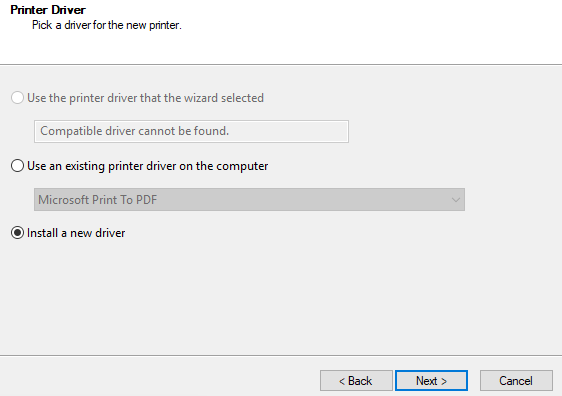 Printer Driver
Pick a driver for the new printer.
Use the printer driver that the wizard selected
Compatible driver cannot be found.
Use an existing printer driver on the computer
Microsoft Print To PDF
Install a new driver
< Back Next > Cancel